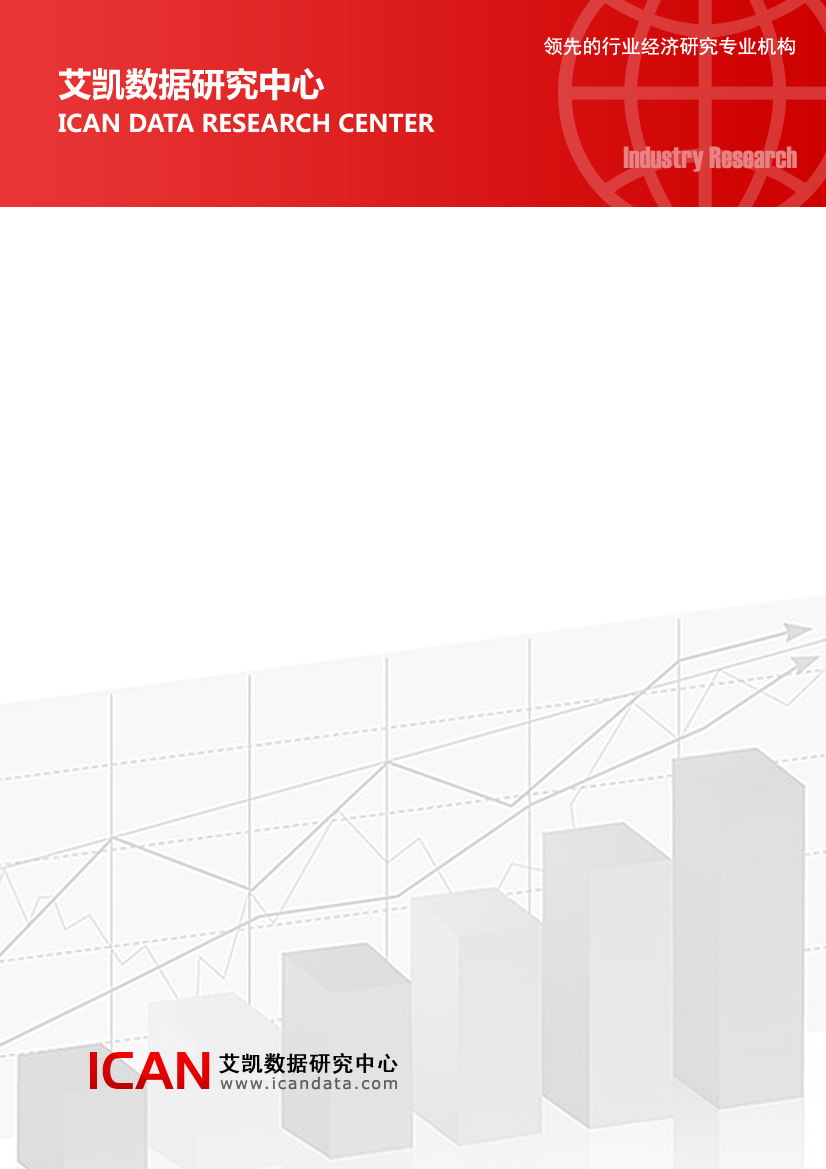 领先的行业经济研究专业机构
艾凯数据研究中心
ICAN DATA RESEARCH CENTER
Industry Research
ICAN 艾凯数据研究中心
www.icandata.com